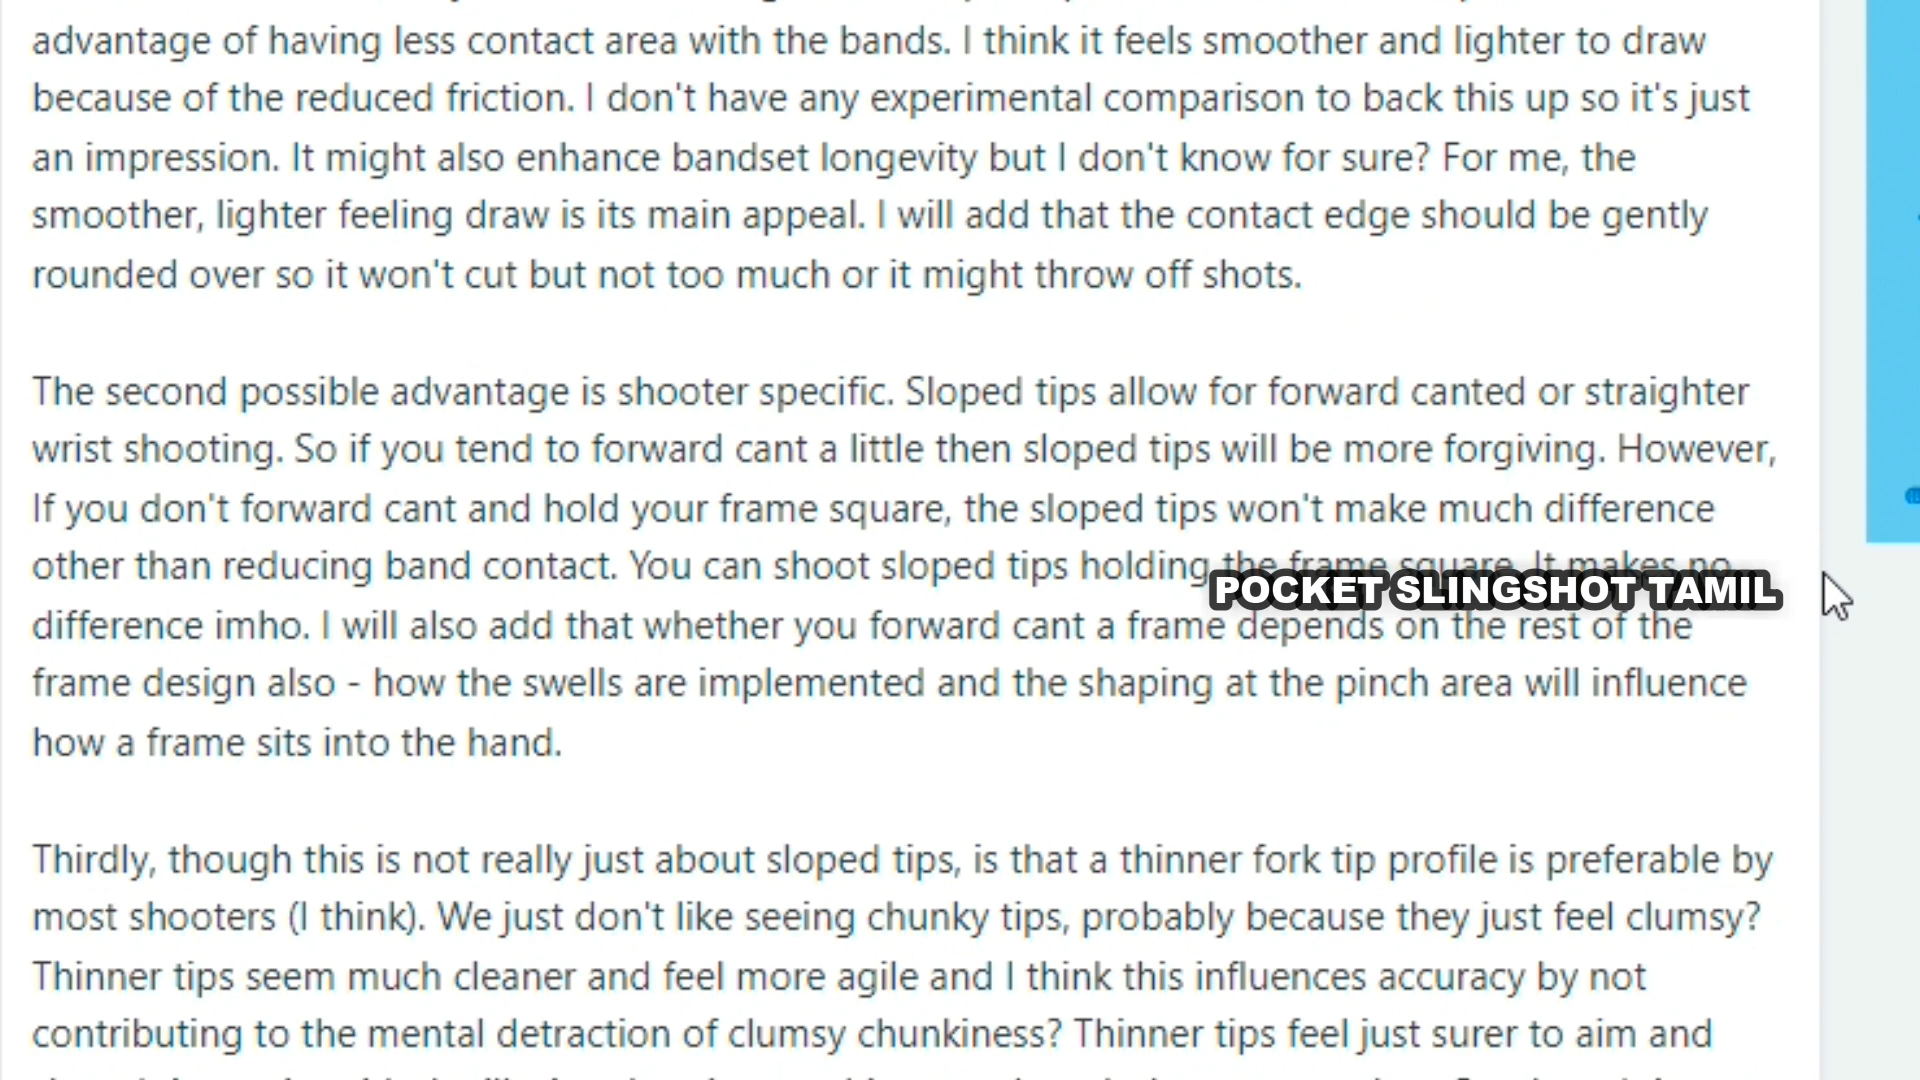 advantage of having less contact area with the bands. I think it feels smoother and lighter to draw
because of the reduced friction. I don't have any experimental comparison to back this up so it's just
an impression. It might also enhance bandset longevity but I don't know for sure? For me, the
smoother, lighter feeling draw is its main appeal. I will add that the contact edge should be gently
rounded over so it won't cut but not too much or it might throw off shots.
The second possible advantage is shooter specific. Sloped tips allow for forward canted or straighter
wrist shooting. So if you tend to forward cant a little then sloped tips will be more forgiving. However,
If you don't forward cant and hold your frame square, the sloped tips won't make much difference
other than reducing band contact. You can shoot sloped tips holding the frame square. It makes no
POCKET SLINGSHOT TAMIL
difference imho. I will also add that whether you forward cant a frame depends on the rest of the
frame design also - how the swells are implemented and the shaping at the pinch area will influence
how a frame sits into the hand.
Thirdly, though this is not really just about sloped tips, is that a thinner fork tip profile is preferable by
most shooters (I think). We just don't like seeing chunky tips, probably because they just feel clumsy?
Thinner tips seem much cleaner and feel more agile and I think this influences accuracy by not
contributing to the mental detraction of clumsy chunkiness? Thinner tips feel just surer to aim and